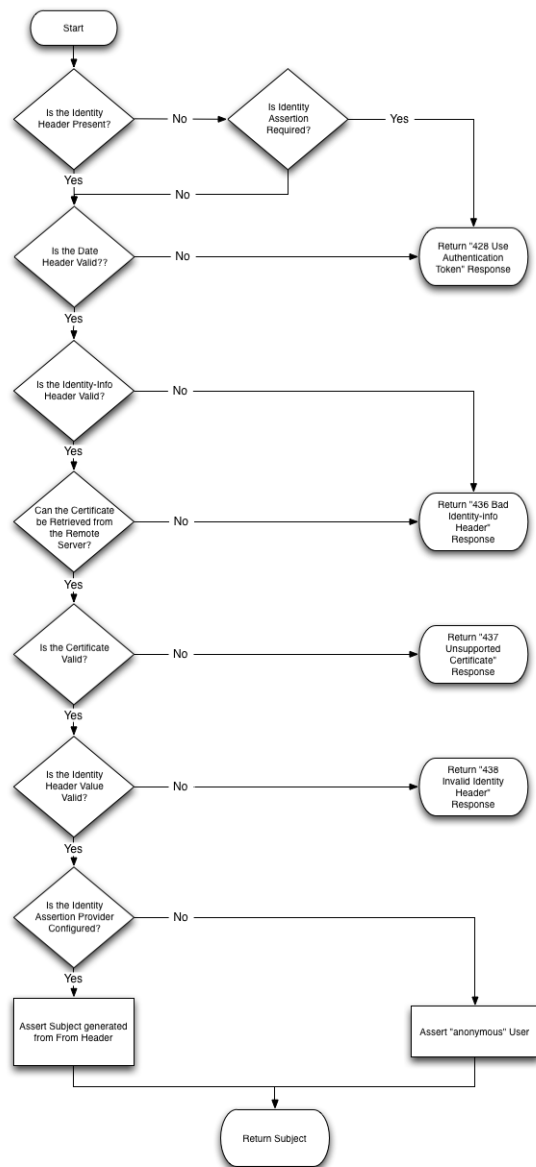 Start
Is the Identity
Header Present?
No
Is Identity
Assertion
Required?
Yes
Yes
No
Is the Date
Header Valid??
No
Return "428 Use
Authentication
Token" Response
Yes
Is the Identity-Info
Header Valid?
No
Yes
Can the Certificate
be Retrieved from
the Remote
Server?
No
Return "436 Bad
Identity-info
Header"
Response
Yes
Is the Certificate
Valid?
No
Return "437
Unsupported
Certificate"
Response
Yes
Is the Identity
Header Value
Valid?
No
Return "438
Invalid Identity
Header"
Response
Yes
Is the Identity
Assertion Provider
Configured?
No
Yes
Assert Subject generated
from From Header
Assert "anonymous" User
Return Subject